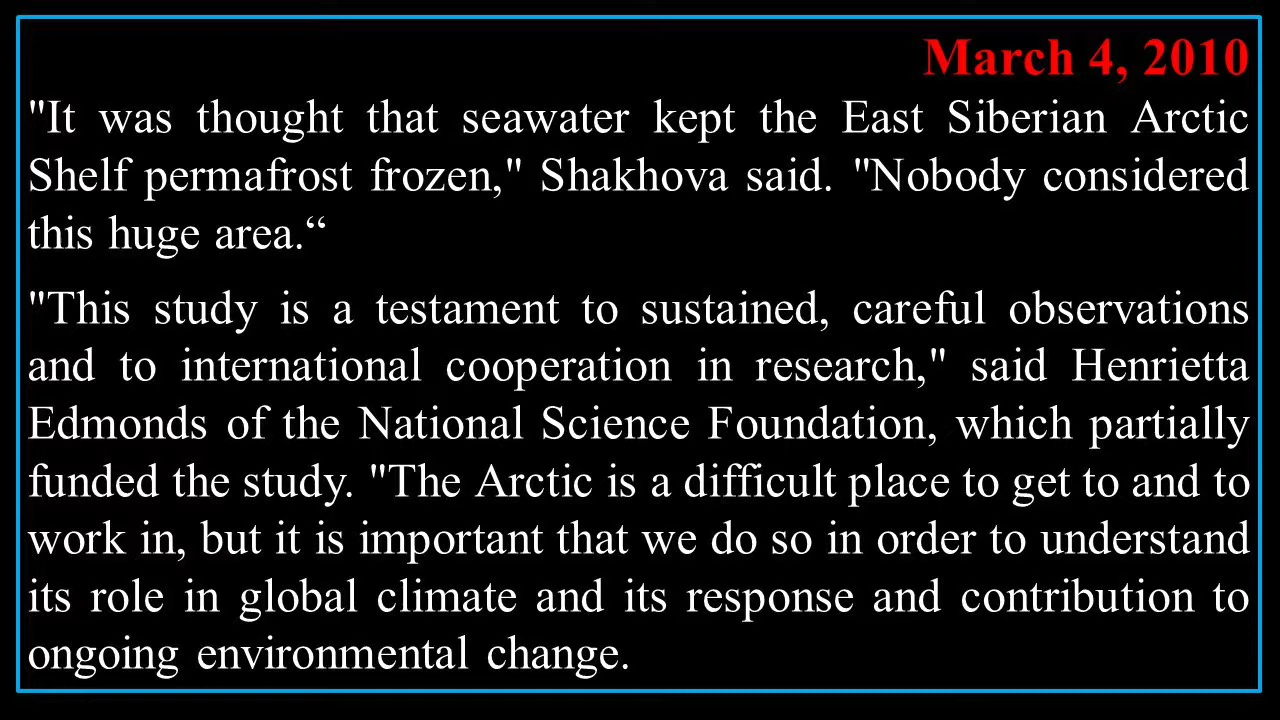 March 4, 2010
"It was thought that seawater kept the East Siberian Arctic
Shelf permafrost frozen," Shakhova said. "Nobody considered
this huge area.“
"This study is a testament to sustained, careful observations
and to international cooperation in research," said Henrietta
Edmonds of the National Science Foundation, which partially
funded the study. "The Arctic is a difficult place to get to and to
work in, but it is important that we do so in order to understand
its role in global climate and its response and contribution to
ongoing environmental change.